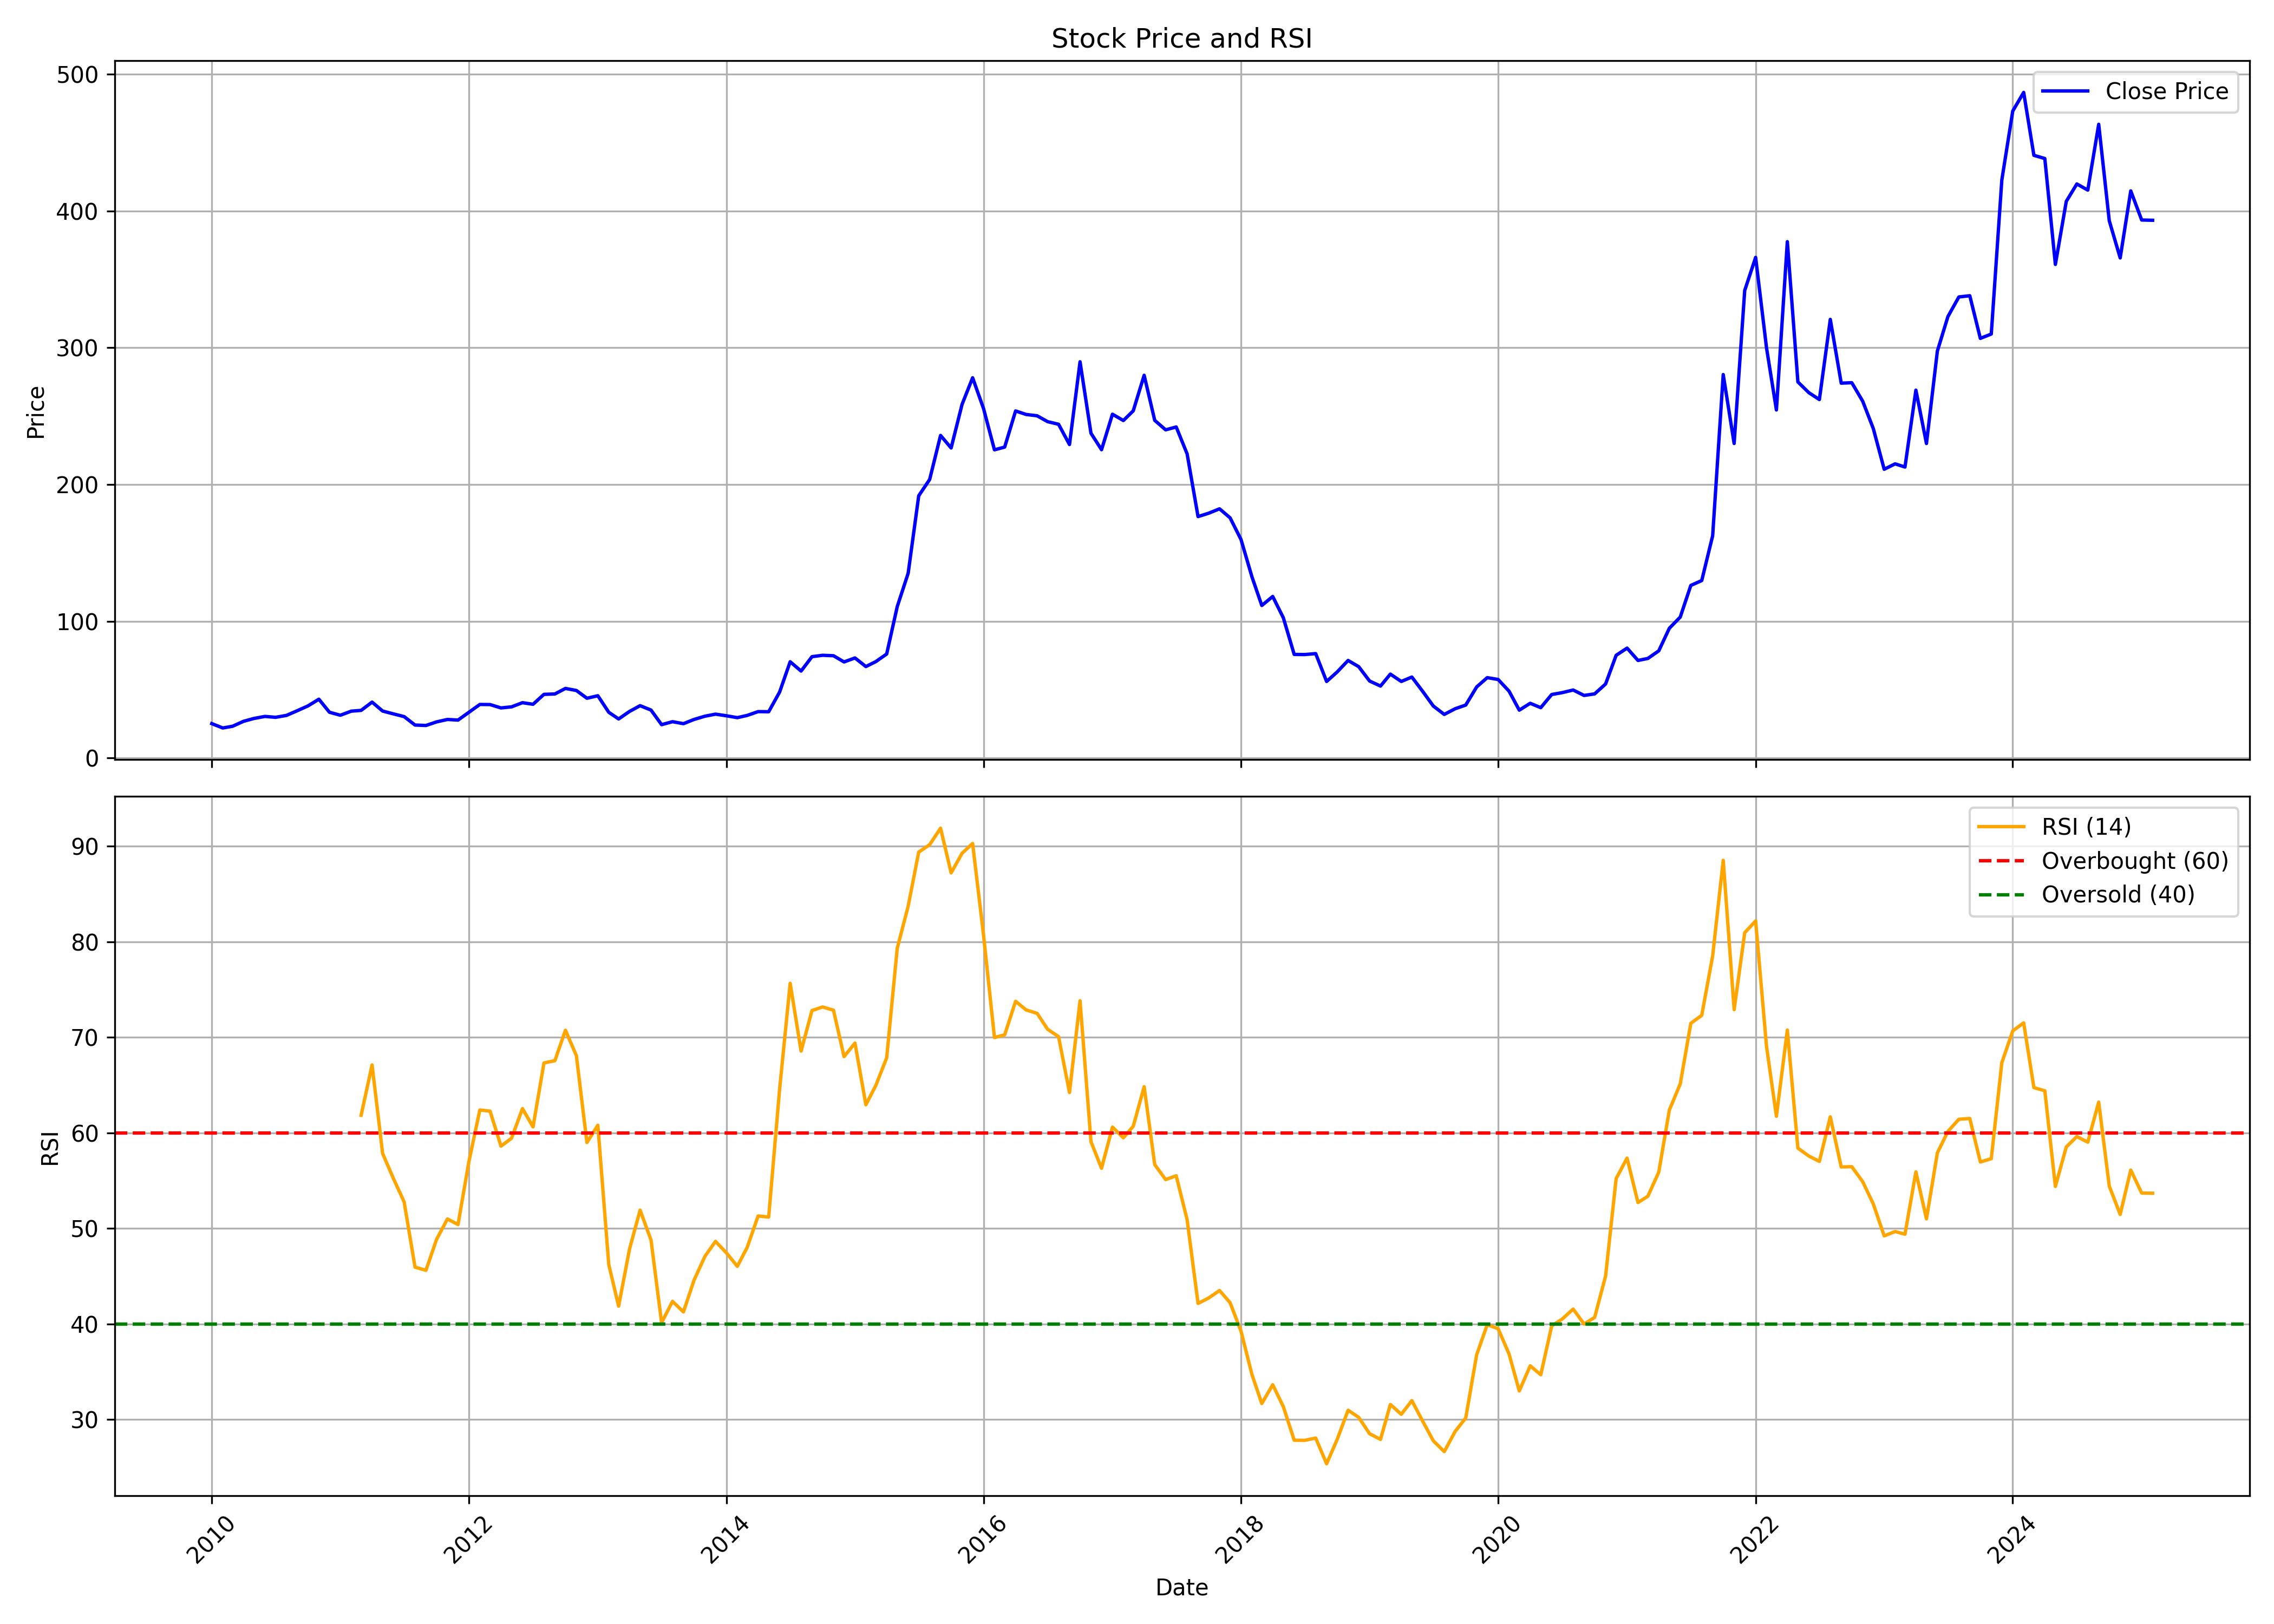 Stock Price and RSI
500
400
300
200
100
0
Price
Close Price
90
80
70
60
50
40
30
RSI
RSI (14)
Overbought (60)
Oversold (40)
2010
2012
2014
2016
2018
2020
2022
2024
Date